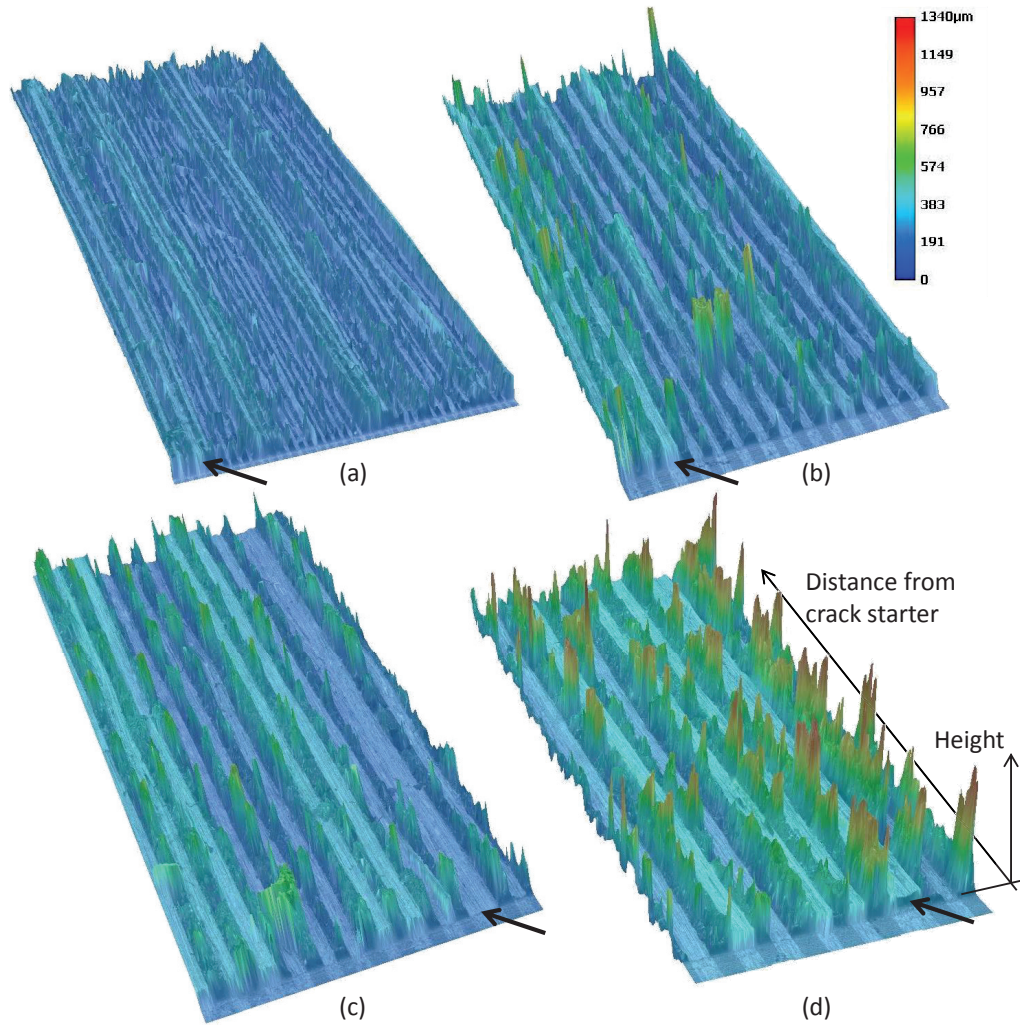 1340µm
1149
957
766
574
383
191
0
(a)
(b)
Distance from
crack starter
Height
(c)
(d)